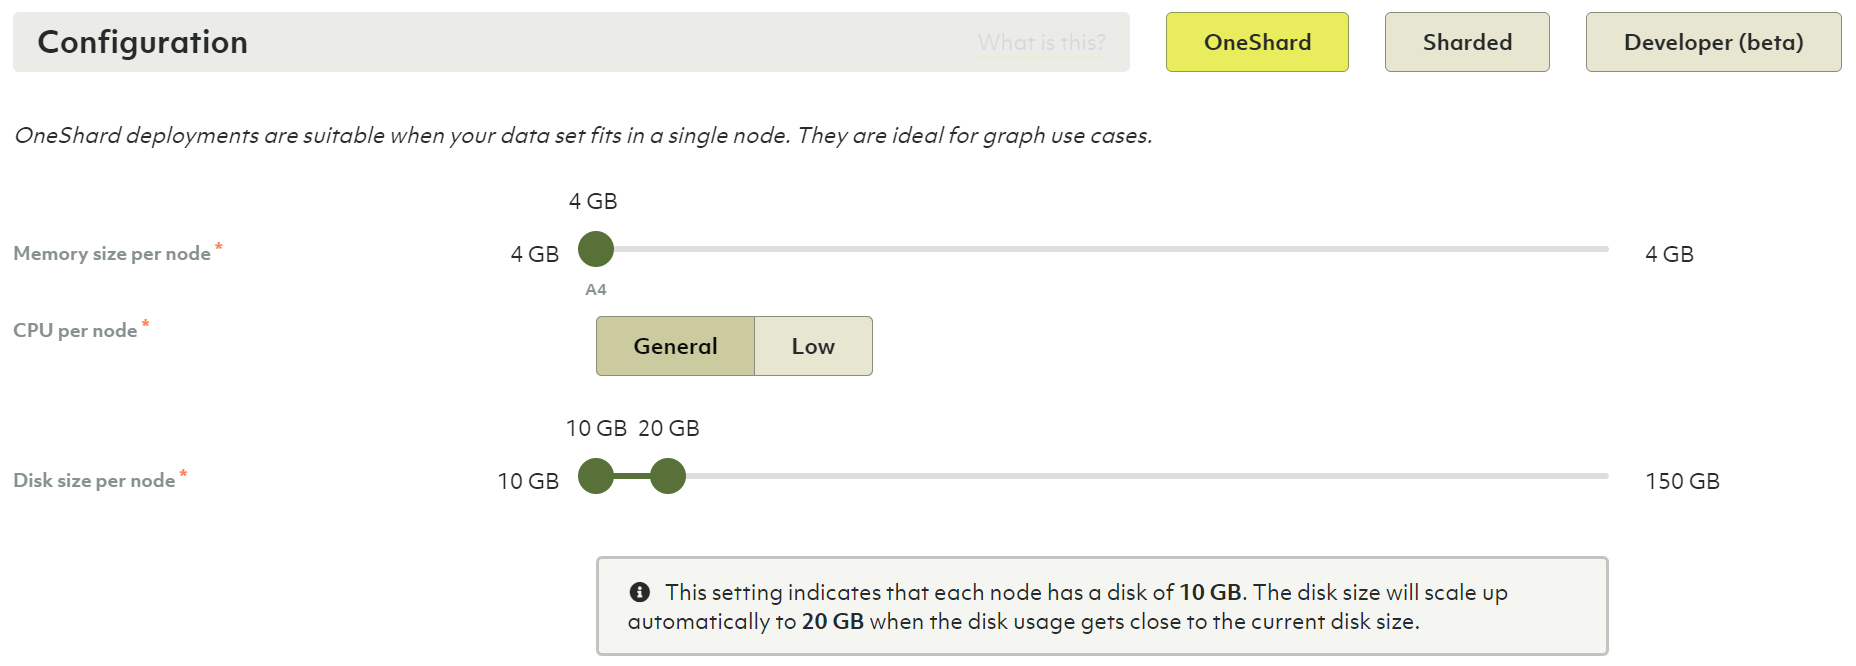 Configuration
What is this?
OneShard
Sharded
Developer (beta)
OneShard deployments are suitable when your data set fits in a single node. They are ideal for graph use cases.
4 GB
Memory size per node *
4 GB
4 GB
A4
CPU per node *
General
Low
10 GB 20 GB
Disk size per node *
10 GB
150 GB
This setting indicates that each node has a disk of 10 GB. The disk size will scale up
automatically to 20 GB when the disk usage gets close to the current disk size.